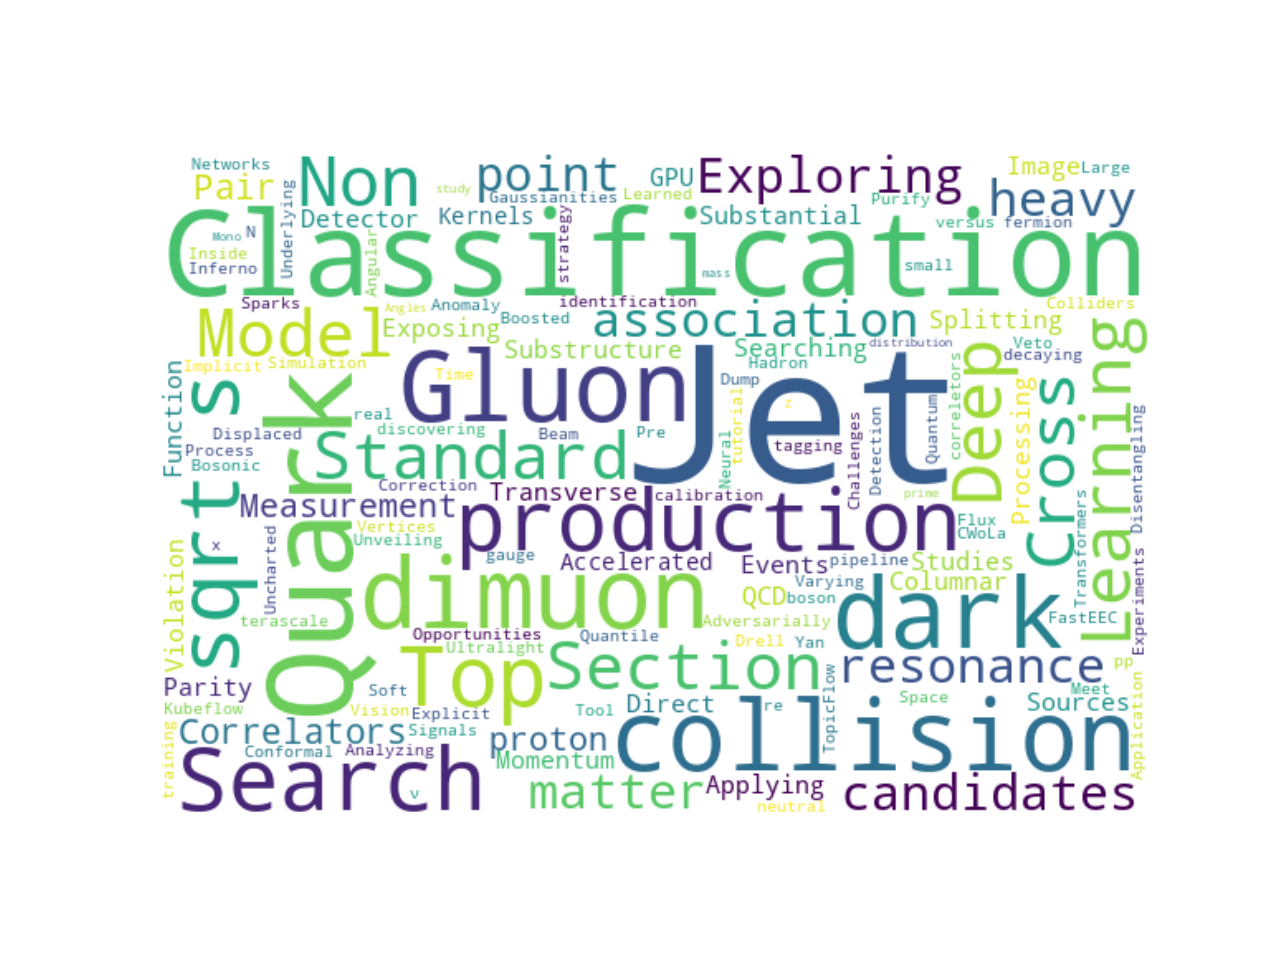 Networks
Pair
Non
point
GPU
Exploring
Image
Large
heavy
study
Gaussianities
Learned
Purify
Underlying
Detector
Kernels
Substantial
versus
fermion
Classification
Mono
N
Inside
Inferno
Angular
strategy
mass
small
Sparks
Angles
Anomaly
identification
Colliders
Model
Exposing
Boosted
association
Splitting
Substructure
Searching
Hadron
distribution
Veto
decaying
Implicit
Simulation
Time
Gluon
Jet
Dump
z
Function
sqrts
Quark
real
discovering
Displaced
Process
Bosonic
Standard
Beam
Pre
Neural
tutorial
tagging
Challenges
Detection
Quantum
correletors
Deep
Processing
Cross
Learning
Disentangling
Correction
Measurement
Transverse
calibration
prime
production
Vertices
Unveiling
x
Uncharted
Flux
CWoLa
Transformers
Experiments
gauge
Accelerated
Events
pipeline
Studies
Varying
Columnar
Violation
dimuon
QCD
boson
dark
FastEEC
terascale
Adversarially
Opportunities
Quantile
Drell
Yan
Ultralight
Parity
Top
Section
resonance
pp
Soft
TopicFlow
Space
Meet
Kubeflow
Vision
Explicit
Tool
Direct
re
Sources
Correlators
Signals
proton
collision
Application
training
Conformal
Analyzing
Momentum
Search
v
matter
Applying
neutral
candidates